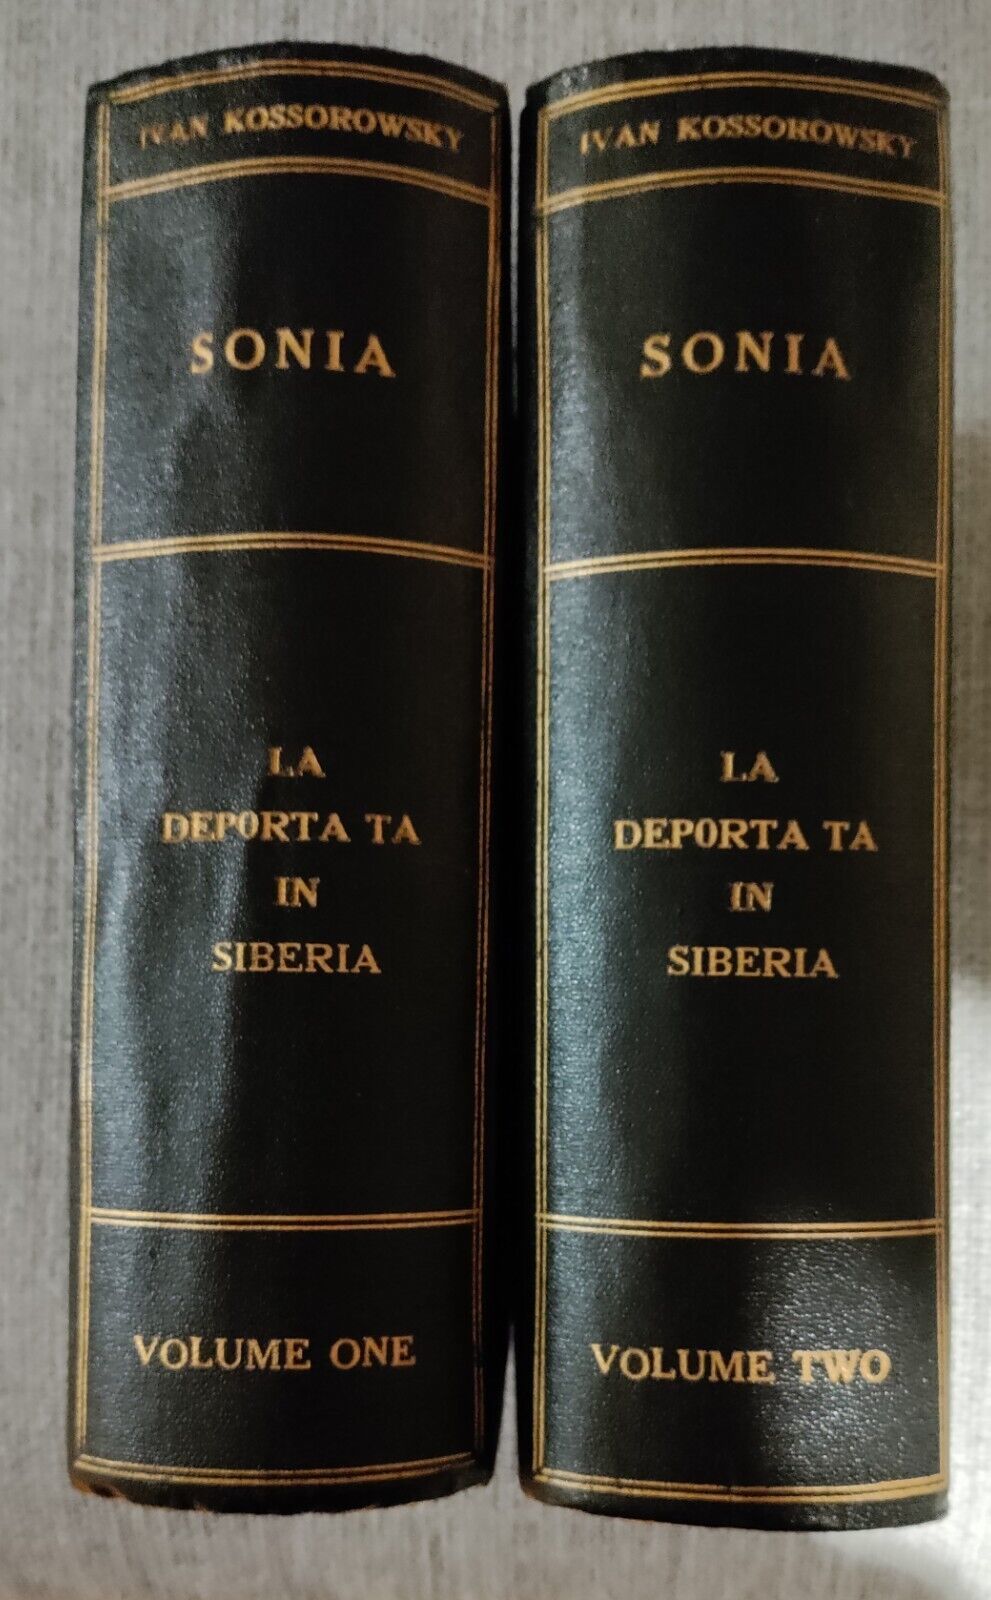 IVAN KOSSOROWSKY
SONIA
LA
DEPORTA TA
IN
SIBERIA
VOLUME ONE
IVAN KOSSOROWSKY
SONIA
LA
DEPORTA TA
IN
SIBERIA
VOLUME TWO